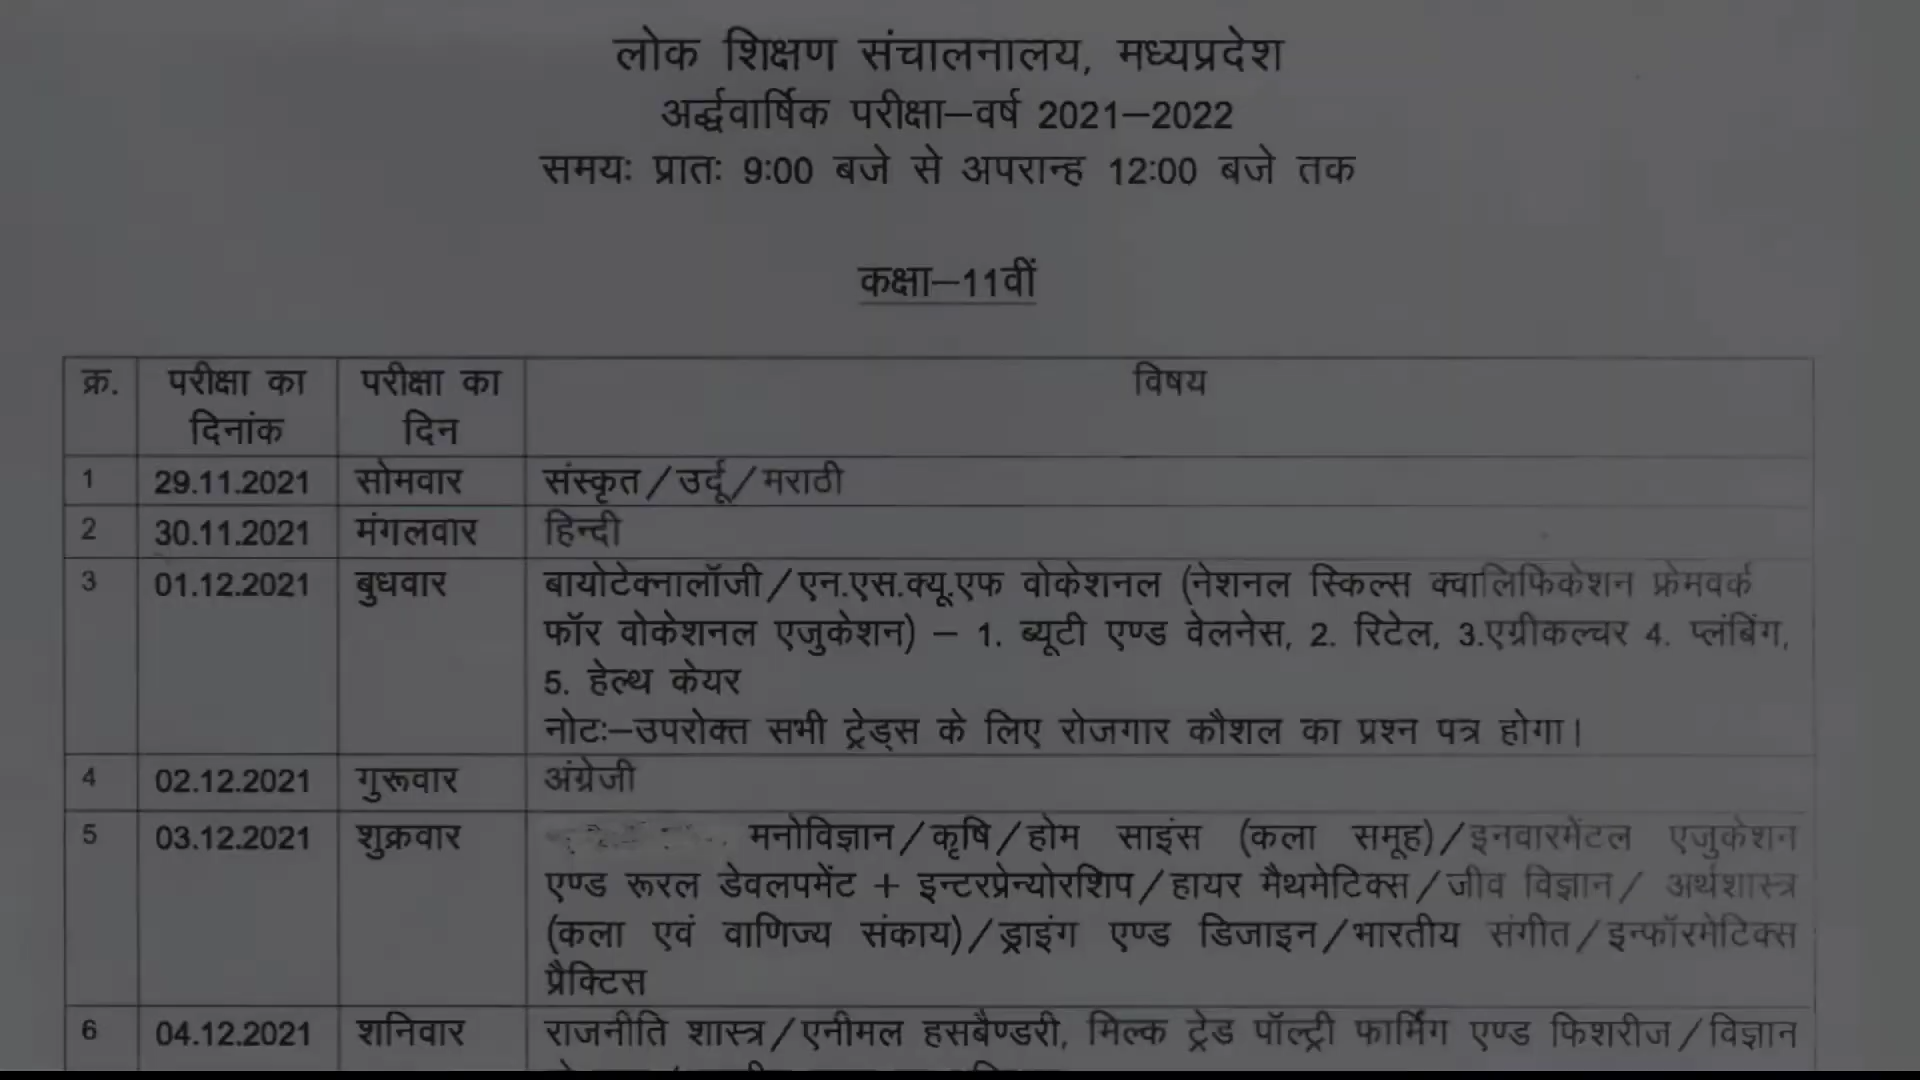 लोक शिक्षण संचालनालय, मध्यप्रदेश
अर्द्धवार्षिक परीक्षा–वर्ष 2021–2022
समयः प्रातः 9:00 बजे से अपरान्ह 12:00 बजे तक
कक्षा–11वीं
क्र. परीक्षा का परीक्षा का विषय
दिनांक दिन
1 29.11.2021 सोमवार संस्कृत/उर्दू/मराठी
2 30.11.2021 मंगलवार हिन्दी
3 01.12.2021 बुधवार बायोटेक्नालॉजी/एन.एस.क्यू.एफ वोकेशनल (नेशनल स्किल्स क्वालिफिकेशन फ्रेमवर्क
फॉर वोकेशनल एजुकेशन) – 1. ब्यूटी एण्ड वेलनेस, 2. रिटेल, 3.एग्रीकल्चर 4. प्लंबिंग,
5. हेल्थ केयर
नोटः–उपरोक्त सभी ट्रेड्स के लिए रोजगार कौशल का प्रश्न पत्र होगा।
4 02.12.2021 गुरूवार अंग्रेजी
5 03.12.2021 शुक्रवार मनोविज्ञान/कृषि/होम साइंस (कला समूह)/इनवारमेंटल एजुकेशन
एण्ड रूरल डेवलपमेंट + इन्टरप्रेन्योरशिप/हायर मैथमेटिक्स/जीव विज्ञान/ अर्थशास्त्र
(कला एवं वाणिज्य संकाय)/ड्राइंग एण्ड डिजाइन/भारतीय संगीत/इन्फॉरमेटिक्स
प्रैक्टिस
6 04.12.2021 शनिवार राजनीति शास्त्र/एनीमल हसबैण्डरी, मिल्क ट्रेड पॉल्ट्री फार्मिंग एण्ड फिशरीज/विज्ञान